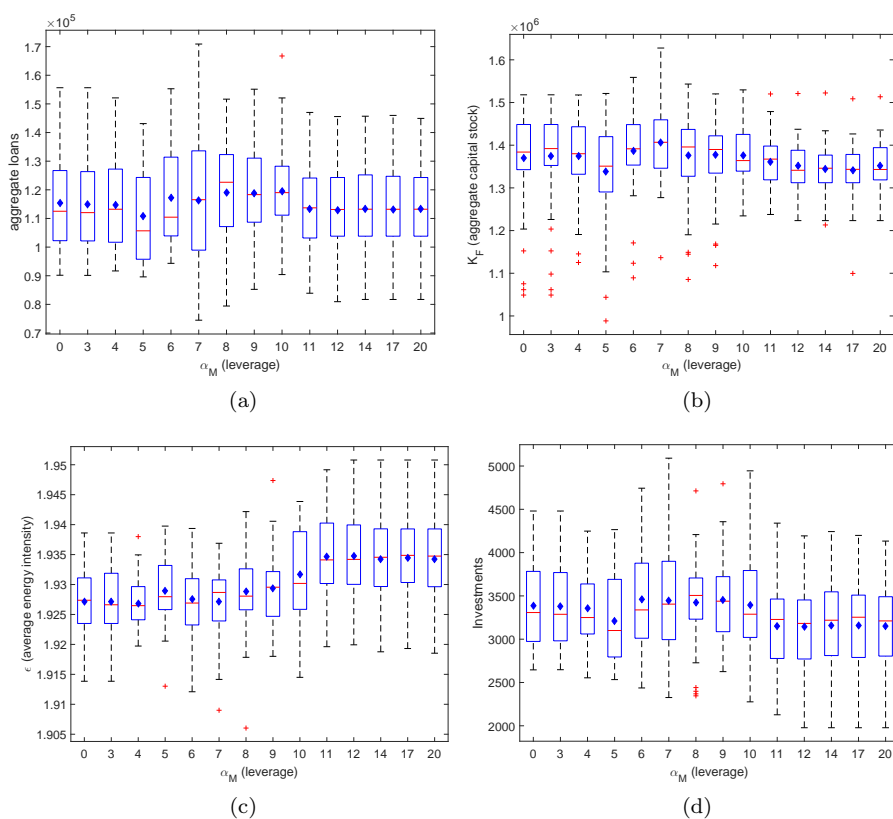 ×10⁵
1.7
1.6
1.5
1.4
1.3
1.2
1.1
1
0.9
0.8
0.7
aggregate loans
0 3 4 5 6 7 8 9 10 11 12 14 17 20
α_M (leverage)
(a)
×10⁶
1.6
1.5
1.4
1.3
1.2
1.1
1
K_F (aggregate capital stock)
0 3 4 5 6 7 8 9 10 11 12 14 17 20
α_M (leverage)
(b)
1.95
1.945
1.94
1.935
1.93
1.925
1.92
1.915
1.91
1.905
ϵ (average energy intensity)
0 3 4 5 6 7 8 9 10 11 12 14 17 20
α_M (leverage)
(c)
5000
4500
4000
3500
3000
2500
2000
Investments
0 3 4 5 6 7 8 9 10 11 12 14 17 20
α_M (leverage)
(d)